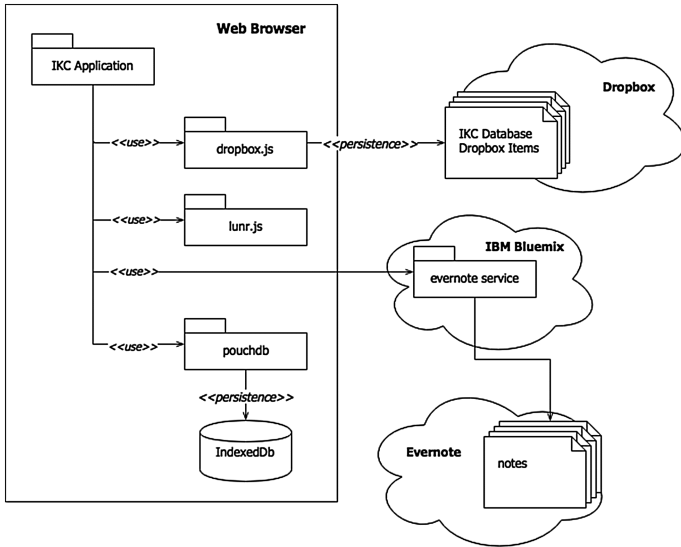 Web Browser
IKC Application
Dropbox
<<use>>
dropbox.js
<<persistence>>
IKC Database
Dropbox Items
<<use>>
lunr.js
IBM Bluemix
<<use>>
evernote service
<<use>>
pouchdb
<<persistence>>
IndexedDb
Evernote
notes